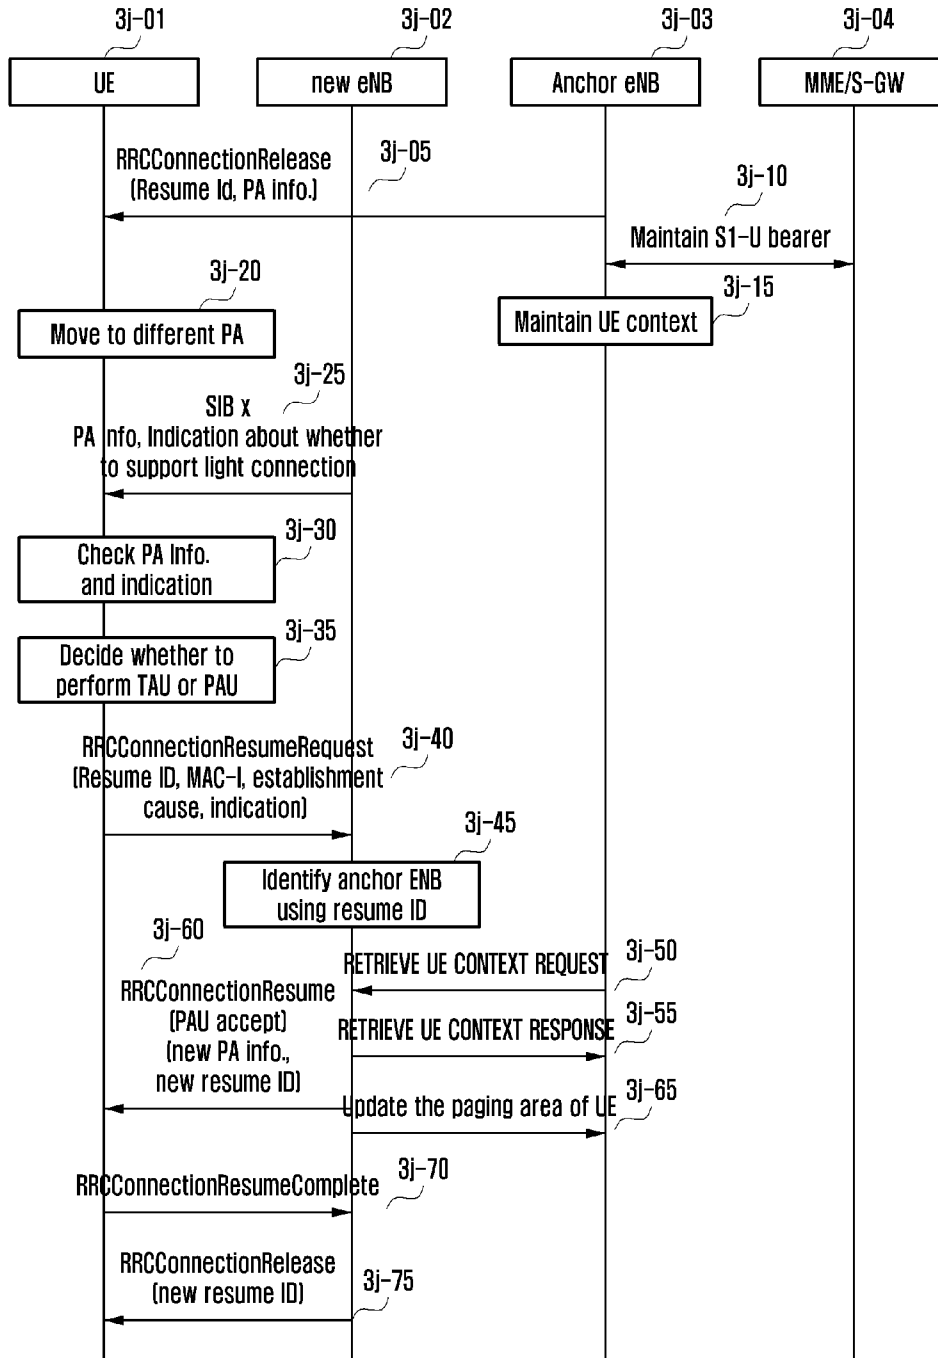 3j-01
3j-02
3j-03
3j-04
UE
new eNB
Anchor eNB
MME/S-GW
3j-05
RRCConnectionRelease
(Resume Id, PA info.)
3j-10
Maintain S1-U bearer
3j-15
Maintain UE context
3j-20
Move to different PA
3j-25
SIB x
PA info, Indication about whether
to support light connection
3j-30
Check PA Info.
and indication
3j-35
Decide whether to
perform TAU or PAU
3j-40
RRCConnectionResumeRequest
(Resume ID, MAC-I, establishment
cause, indication)
3j-45
Identify anchor ENB
using resume ID
3j-50
RETRIEVE UE CONTEXT REQUEST
3j-55
RETRIEVE UE CONTEXT RESPONSE
3j-60
RRCConnectionResume
(PAU accept)
(new PA info.,
new resume ID)
3j-65
Update the paging area of UE
3j-70
RRCConnectionResumeComplete
3j-75
RRCConnectionRelease
(new resume ID)